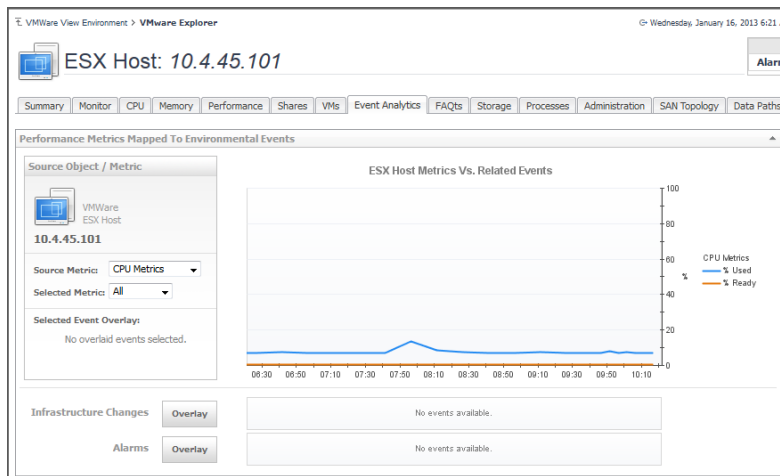 VMWare View Environment > VMware Explorer
Wednesday, January 16, 2013 6:21
ESX Host: 10.4.45.101
Alarm
Summary Monitor CPU Memory Performance Shares VMs Event Analytics FAQts Storage Processes Administration SAN Topology Data Paths
Performance Metrics Mapped To Environmental Events
Source Object / Metric
VMWare
ESX Host
10.4.45.101
Source Metric: CPU Metrics
Selected Metric: All
Selected Event Overlay:
No overlaid events selected.
ESX Host Metrics Vs. Related Events
100
80
60
40
20
0
%
CPU Metrics
% Used
% Ready
06:30 06:50 07:10 07:30 07:50 08:10 08:30 08:50 09:10 09:30 09:50 10:10
Infrastructure Changes Overlay No events available.
Alarms Overlay No events available.